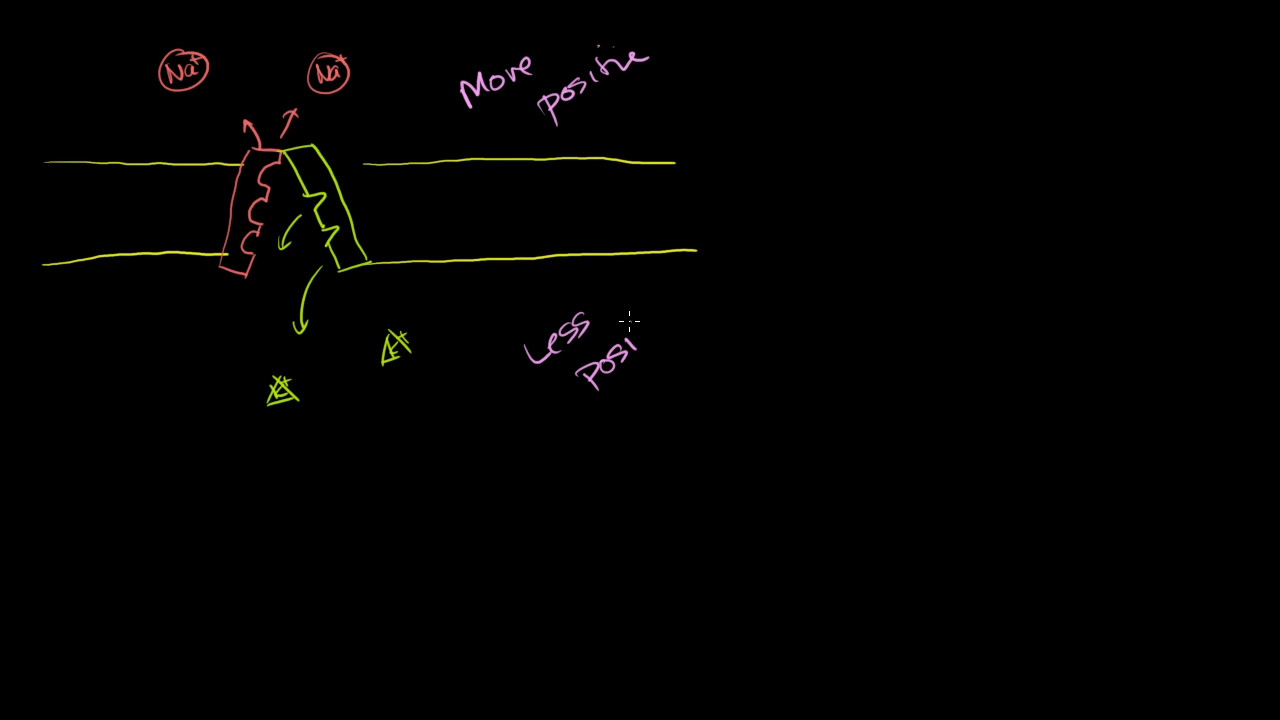 Na+ Na+
More
positive
K+
K+
Less
posi